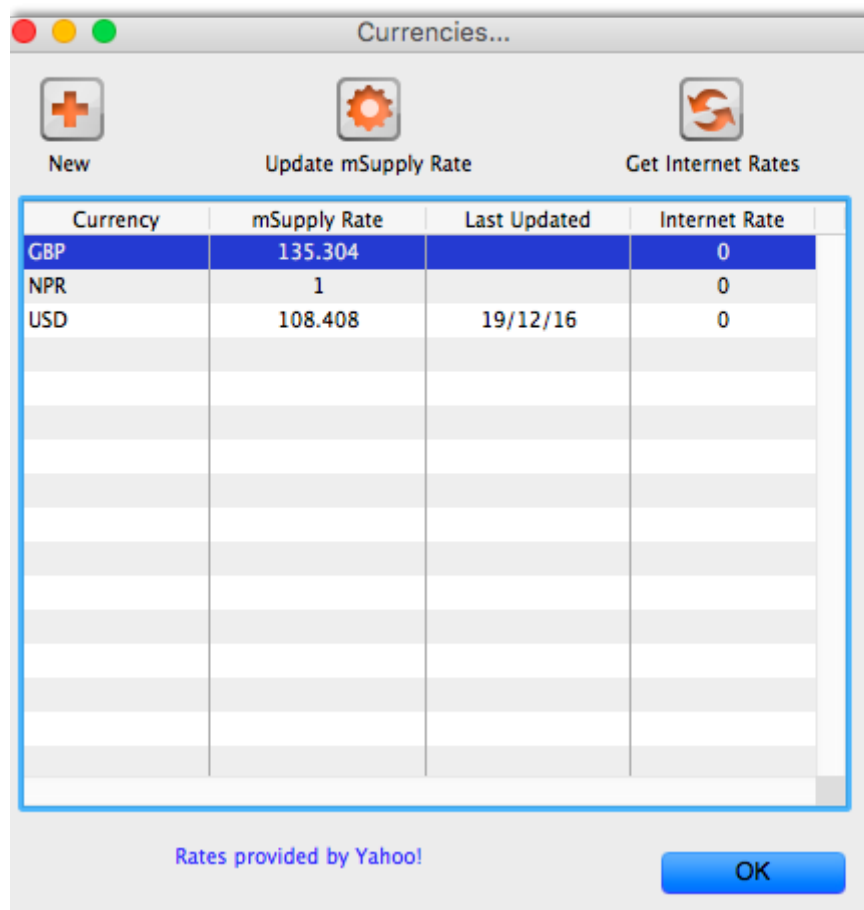 Currencies...
New Update mSupply Rate Get Internet Rates
Currency mSupply Rate Last Updated Internet Rate
GBP 135.304 0
NPR 1 0
USD 108.408 19/12/16 0
Rates provided by Yahoo!
OK